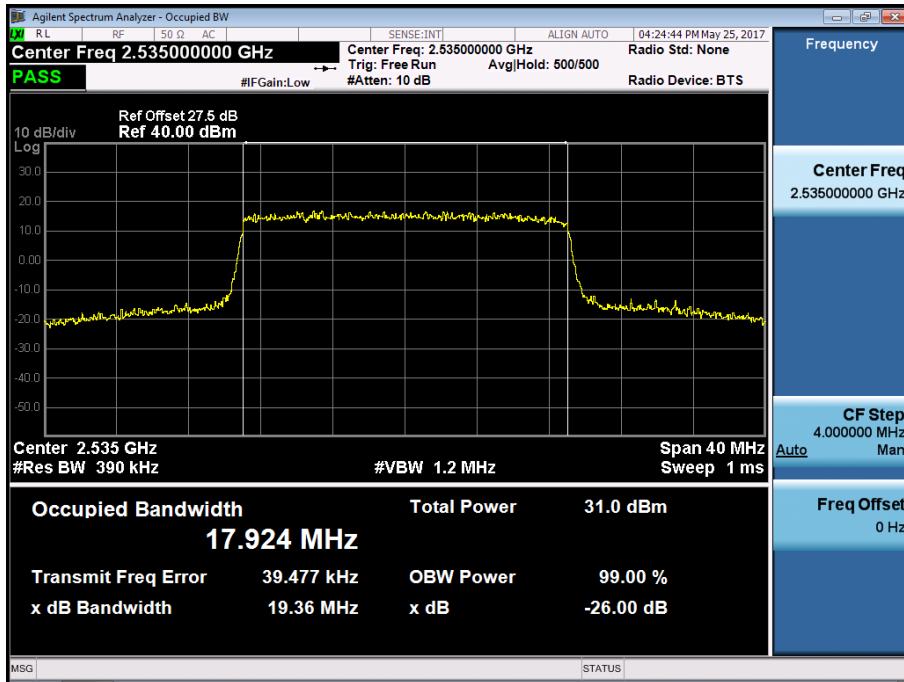 Agilent Spectrum Analyzer - Occupied BW
LXI RL RF 50 Ω AC SENSE:INT ALIGN AUTO 04:24:44 PM May 25, 2017
Center Freq 2.535000000 GHz
Center Freq: 2.535000000 GHz Radio Std: None
Trig: Free Run Avg|Hold: 500/500
PASS
#IFGain:Low #Atten: 10 dB Radio Device: BTS
Ref Offset 27.5 dB
10 dB/div Ref 40.00 dBm
Log
30.0
20.0
10.0
0.00
-10.0
-20.0
-30.0
-40.0
-50.0
Center 2.535 GHz Span 40 MHz
#Res BW 390 kHz #VBW 1.2 MHz Sweep 1 ms
Occupied Bandwidth Total Power 31.0 dBm
17.924 MHz
Transmit Freq Error 39.477 kHz OBW Power 99.00 %
x dB Bandwidth 19.36 MHz x dB -26.00 dB
MSG STATUS
Frequency
Center Freq
2.535000000 GHz
CF Step
4.000000 MHz
Auto Man
Freq Offset
0 Hz